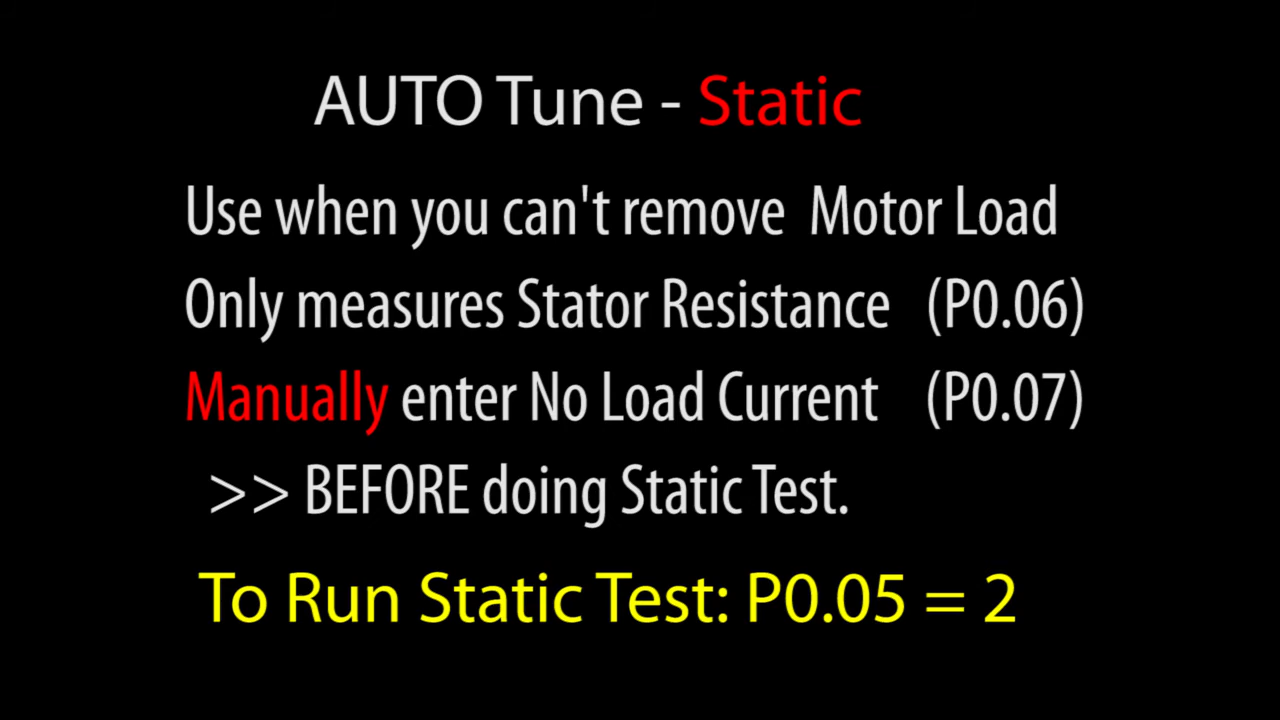 AUTO Tune - Static
Use when you can't remove Motor Load
Only measures Stator Resistance (P0.06)
Manually enter No Load Current (P0.07)
>> BEFORE doing Static Test.
To Run Static Test: P0.05 = 2